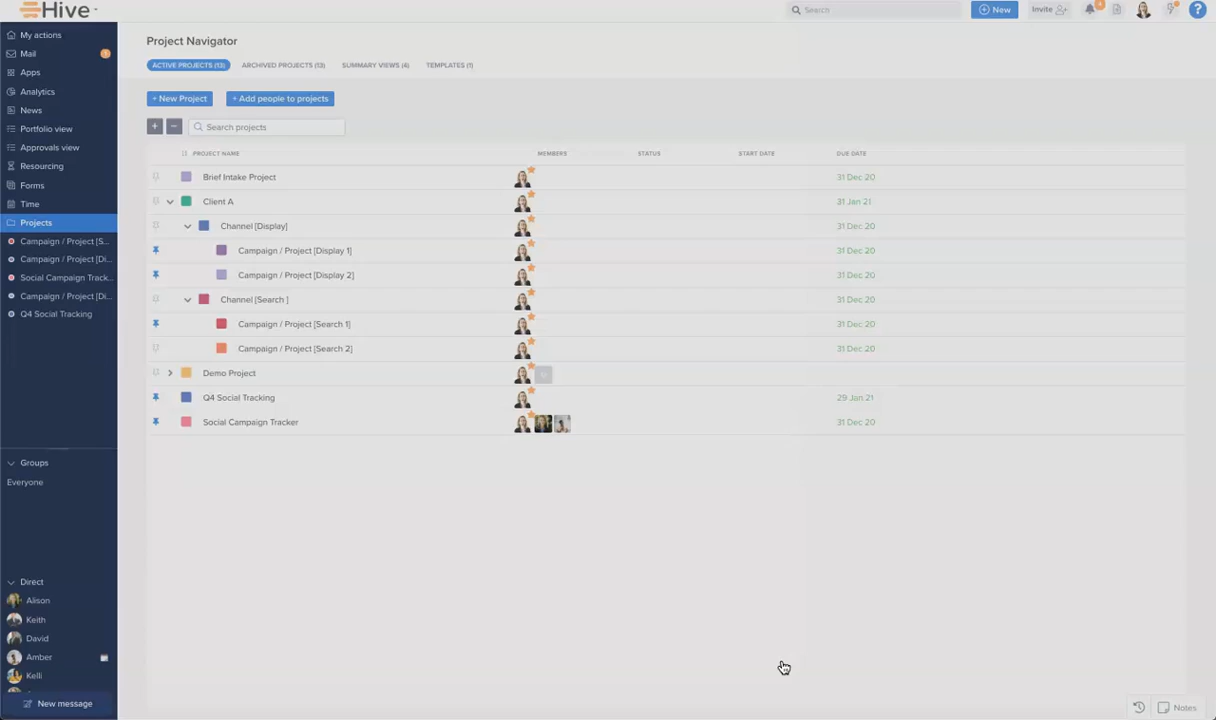 Hive
Search
New
Invite
4
?
My actions
Mail
1
Apps
Analytics
News
Portfolio view
Approvals view
Resourcing
Forms
Time
Projects
Campaign / Project [S...
Campaign / Project [Di...
Social Campaign Track...
Campaign / Project [Di...
Q4 Social Tracking
Groups
Everyone
Direct
Alison
Keith
David
Amber
Kelli
New message
Project Navigator
ACTIVE PROJECTS (13) ARCHIVED PROJECTS (13) SUMMARY VIEWS (4) TEMPLATES (1)
+ New Project + Add people to projects
+ − Search projects
PROJECT NAME MEMBERS STATUS START DATE DUE DATE
Brief Intake Project 31 Dec 20
Client A 31 Jan 21
Channel [Display] 31 Dec 20
Campaign / Project [Display 1] 31 Dec 20
Campaign / Project [Display 2] 31 Dec 20
Channel [Search ] 31 Dec 20
Campaign / Project [Search 1] 31 Dec 20
Campaign / Project [Search 2] 31 Dec 20
Demo Project
Q4 Social Tracking 29 Jan 21
Social Campaign Tracker 31 Dec 20
Notes